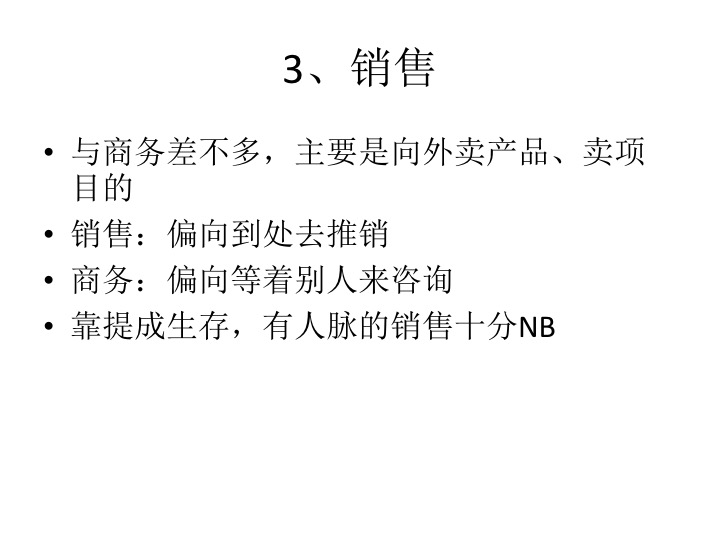 3、销售
• 与商务差不多，主要是向外卖产品、卖项
目的
• 销售：偏向到处去推销
• 商务：偏向等着别人来咨询
• 靠提成生存，有人脉的销售十分NB